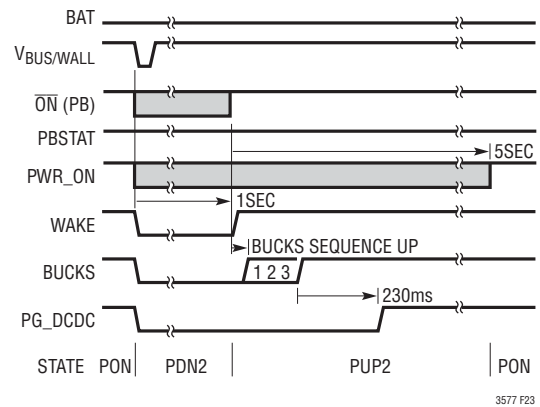 BAT
VBUS/WALL
ON (PB)
PBSTAT
5SEC
PWR_ON
1SEC
WAKE
BUCKS SEQUENCE UP
BUCKS
1 2 3
230ms
PG_DCDC
STATE PON PDN2 PUP2 PON
3577 F23